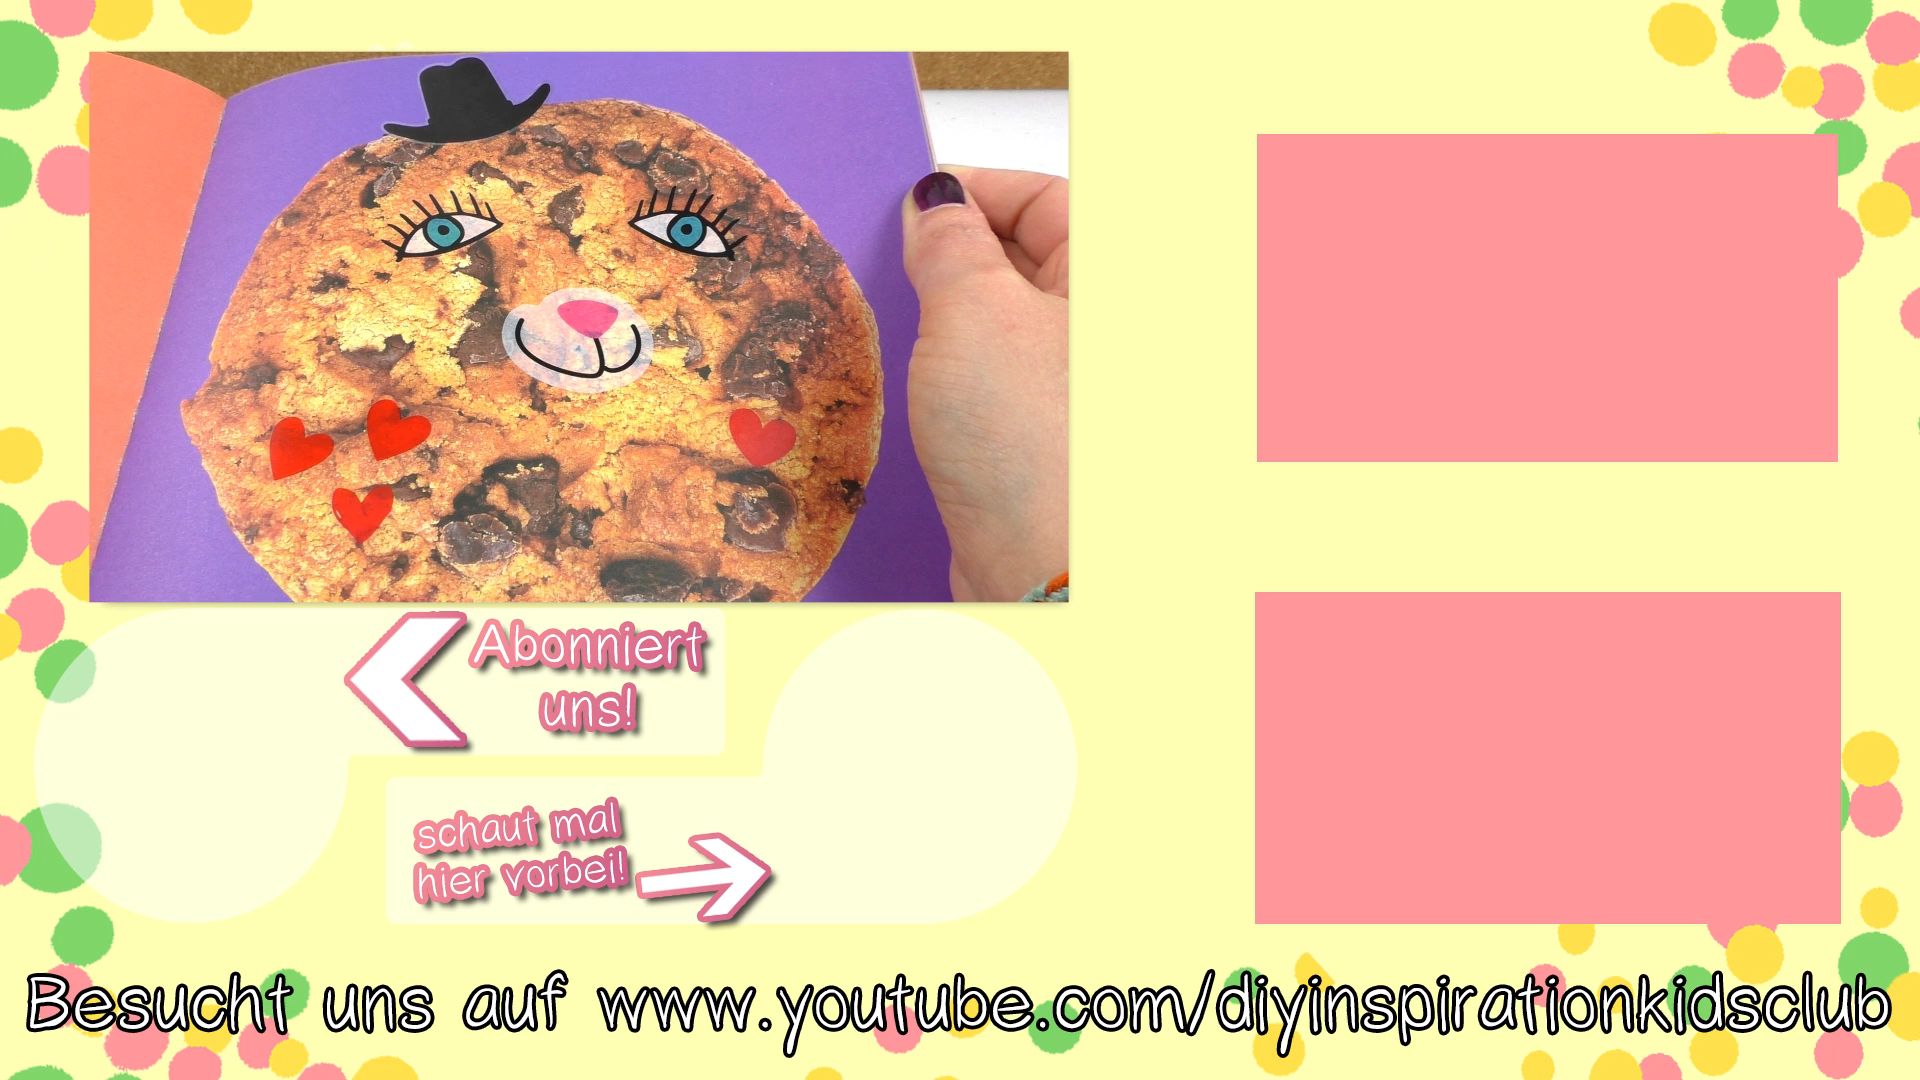 Abonniert
uns!
schaut mal
hier vorbei!
Besucht uns auf www.youtube.com/diyinspirationkidsclub